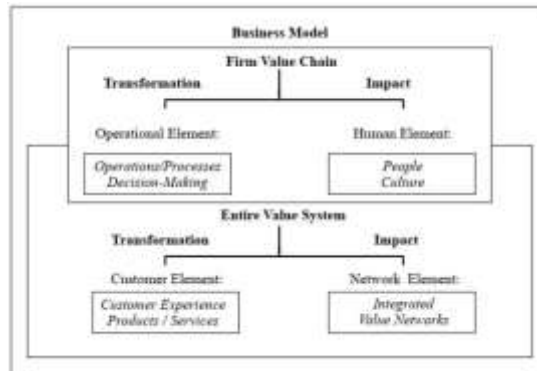 Business Model
Firm Value Chain
Transformation Impact
Operational Element: Human Element:
Operations/Processes People
Decision-Making Culture
Entire Value System
Transformation Impact
Customer Element: Network Element:
Customer Experience Integrated
Products / Services Value Networks